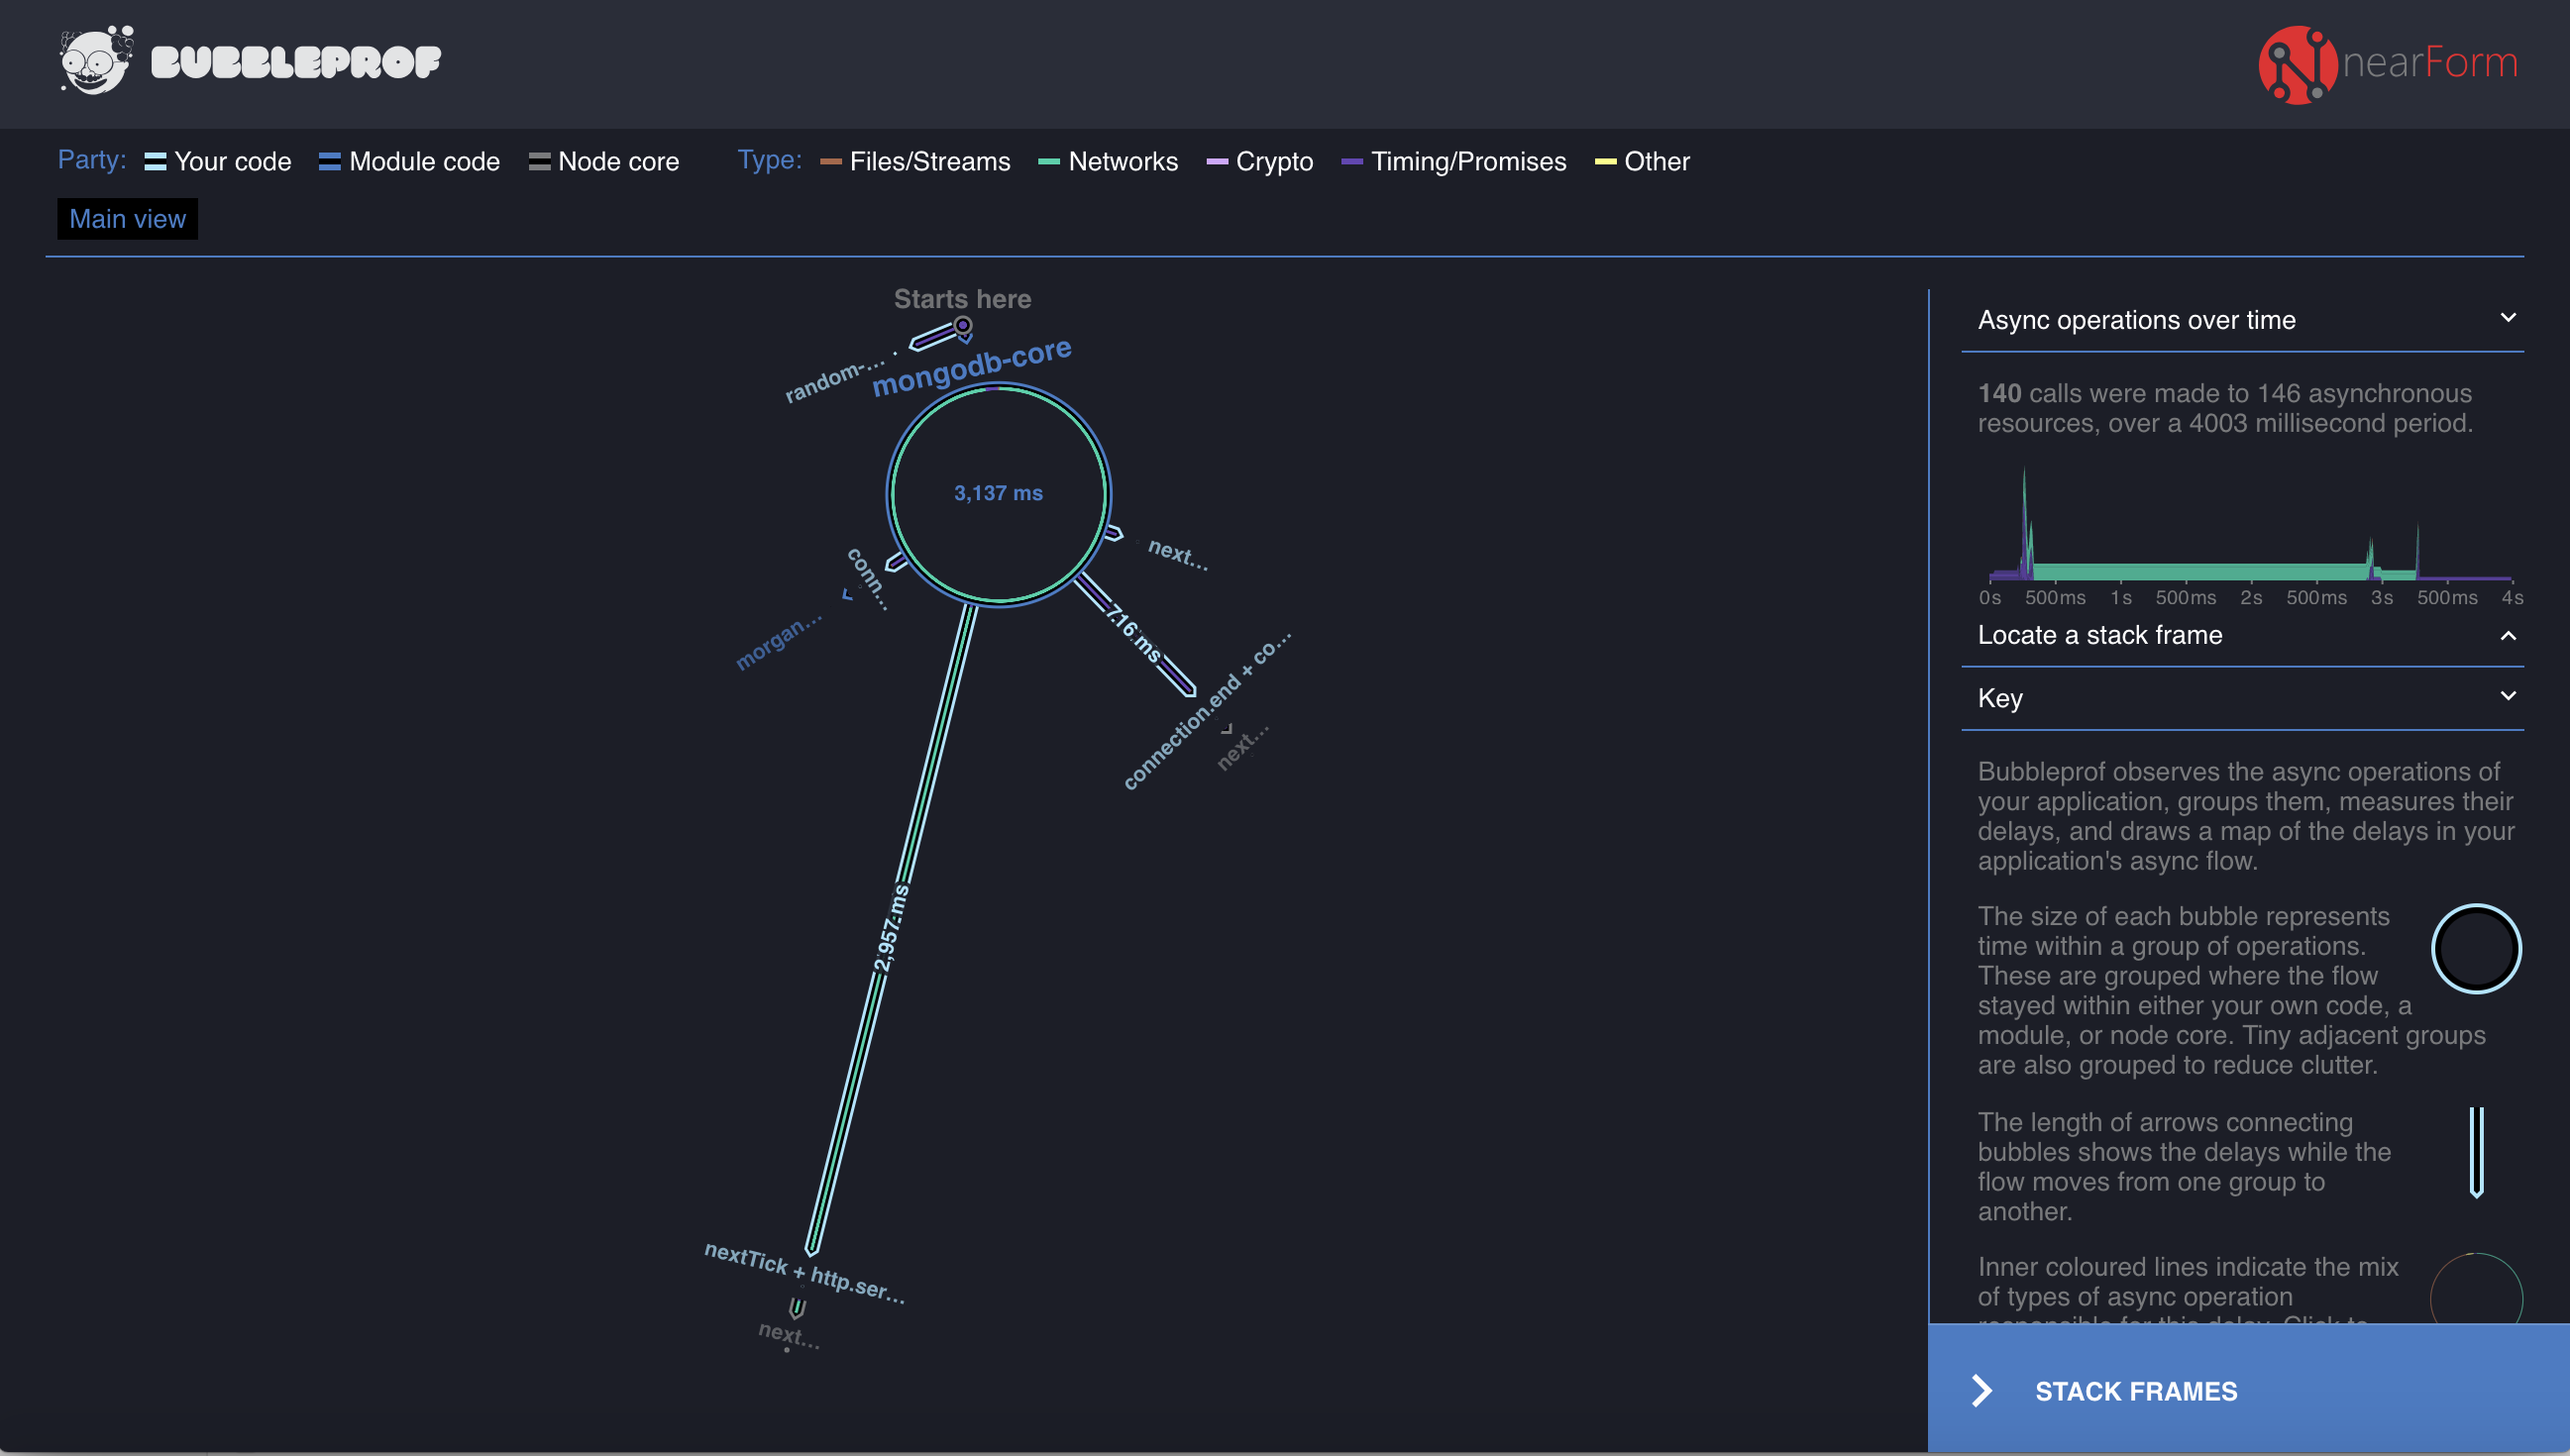 BUBBLEPROF
nearForm
Party: Your code Module code Node core Type: Files/Streams Networks Crypto Timing/Promises Other
Main view
Starts here
random-...
mongodb-core
3,137 ms
next...
conn...
morgan...
716 ms
connection.end + co...
next...
2,957 ms
nextTick + http.ser...
next...
Async operations over time
140 calls were made to 146 asynchronous
resources, over a 4003 millisecond period.
0s 500ms 1s 500ms 2s 500ms 3s 500ms 4s
Locate a stack frame
Key
Bubbleprof observes the async operations of
your application, groups them, measures their
delays, and draws a map of the delays in your
application's async flow.
The size of each bubble represents
time within a group of operations.
These are grouped where the flow
stayed within either your own code, a
module, or node core. Tiny adjacent groups
are also grouped to reduce clutter.
The length of arrows connecting
bubbles shows the delays while the
flow moves from one group to
another.
Inner coloured lines indicate the mix
of types of async operation
responsible for this delay. Click to
STACK FRAMES